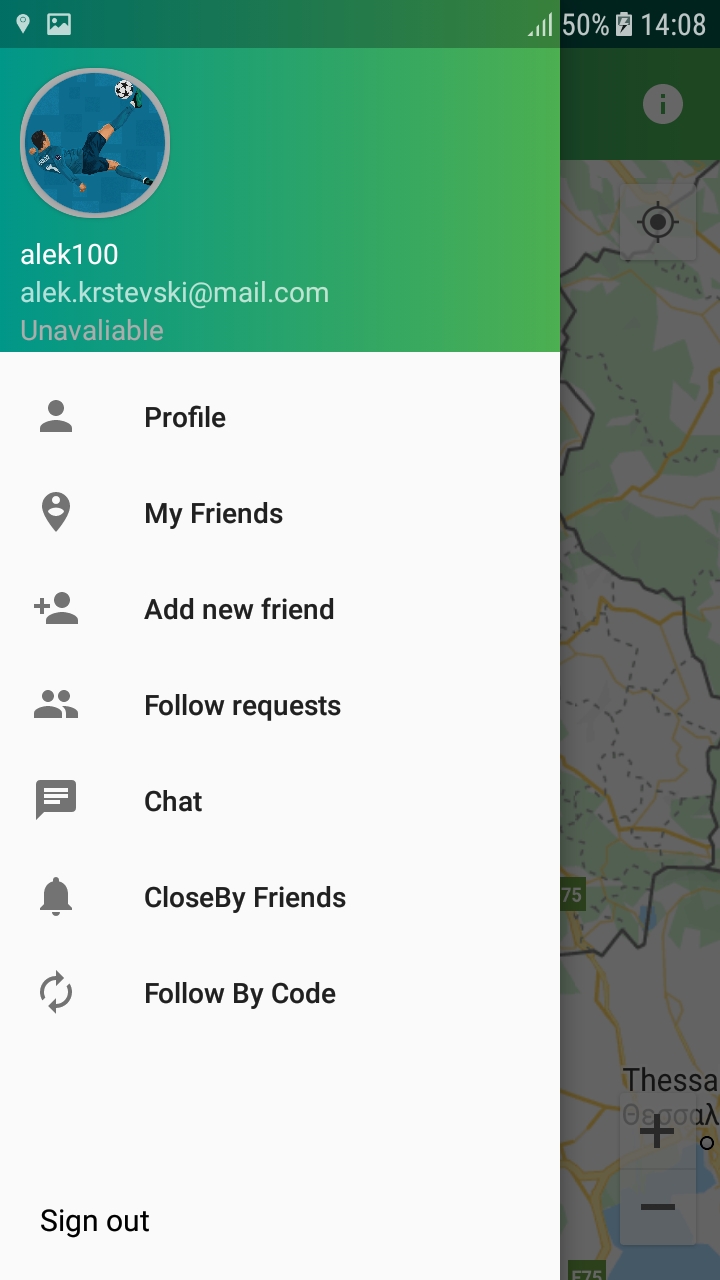 50% 14:08
alek100
alek.krstevski@mail.com
Unavaliable
Profile
My Friends
Add new friend
Follow requests
Chat
CloseBy Friends
75
Follow By Code
Thessa
Θεσσαλ
Sign out
E75